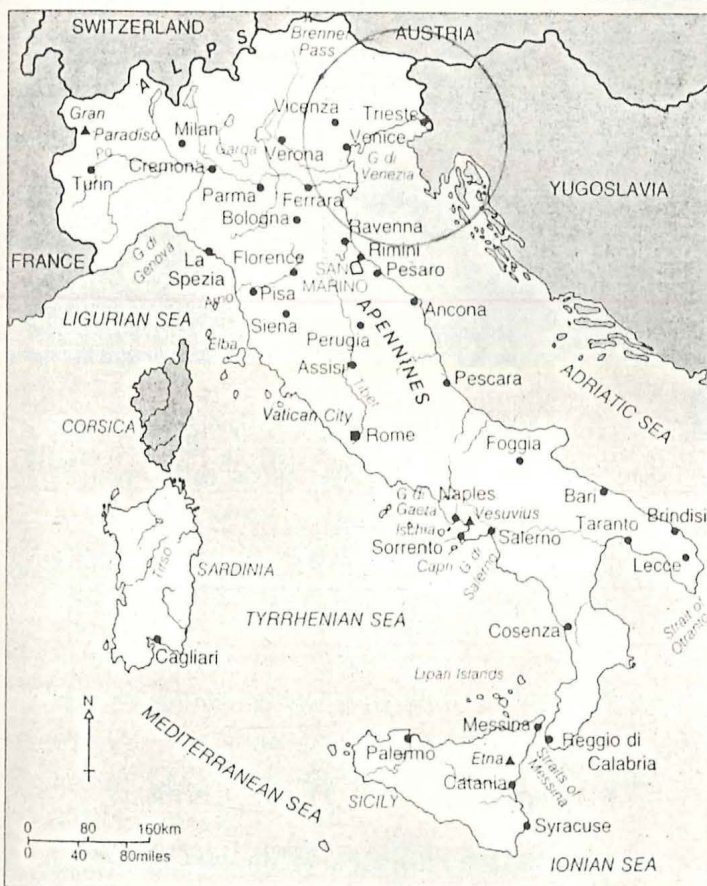 SWITZERLAND
AUSTRIA
Brenner
Pass
ALPS
Gran
Paradiso
Po
Milan
L Garga
Vicenza
Trieste
Venice
Verona
G di
Venezia
Turin
Cremona
Parma
Ferrara
Bologna
YUGOSLAVIA
Ravenna
Rimini
G di
Genova
FRANCE
La
Spezia
Florence
SAN
MARINO
Pesaro
Arno
Pisa
LIGURIAN SEA
Siena
APENNINES
Ancona
Elba
Perugia
Assisi
Tiber
Pescara
ADRIATIC SEA
CORSICA
Vatican City
Rome
Foggia
G di
Gaeta
Naples
Vesuvius
Bari
Brindisi
Ischia
Sorrento
Salerno
Taranto
Capri
G di
Salerno
Lecce
Strait of
Otranto
Tirso
SARDINIA
TYRRHENIAN SEA
Cosenza
Cagliari
Lipari Islands
N
MEDITERRANEAN SEA
Messina
Palermo
Etna
Reggio di
Calabria
Straits of
Messina
Catania
SICILY
0 80 160km
0 40 80miles
Syracuse
IONIAN SEA